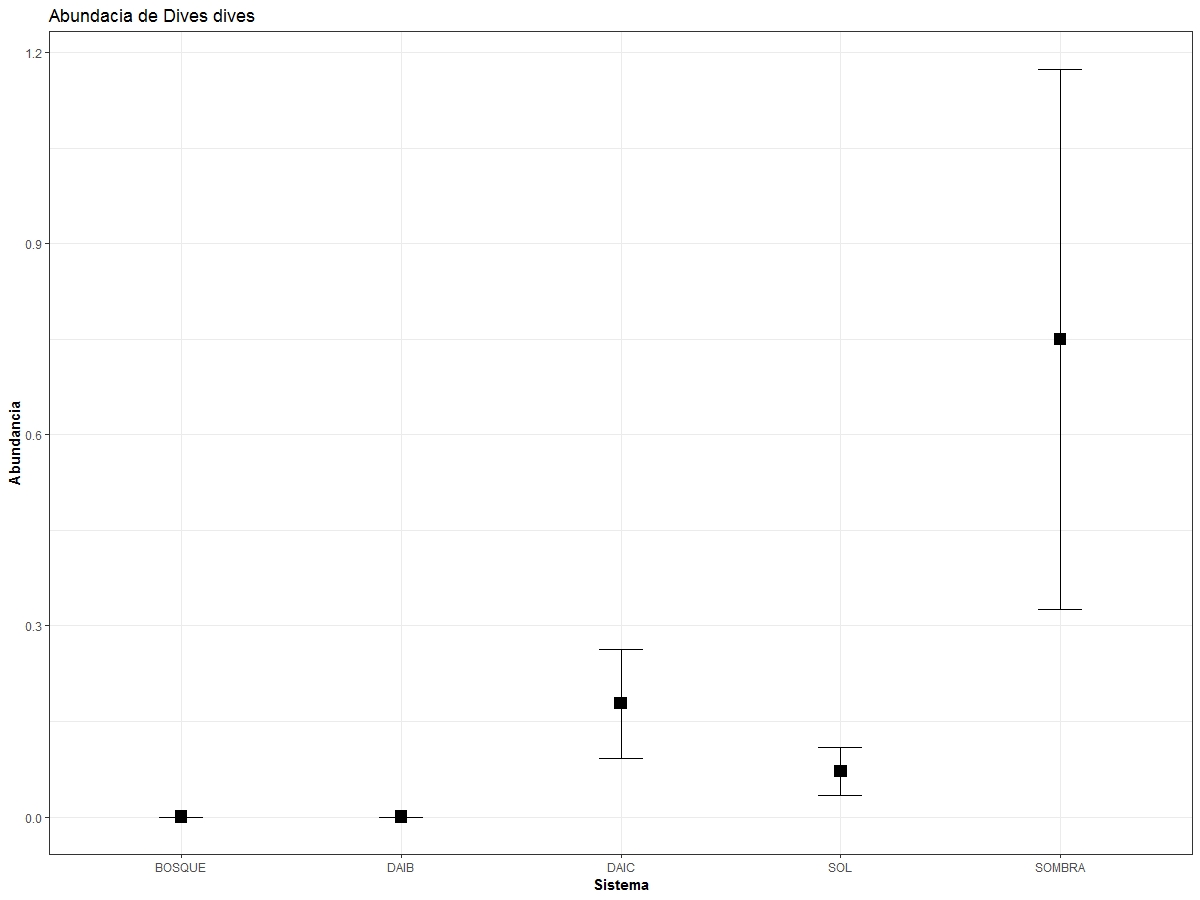 Abundacia de Dives dives
1.2
0.9
0.6
0.3
0.0
Abundancia
BOSQUE DAIB DAIC SOL SOMBRA
Sistema